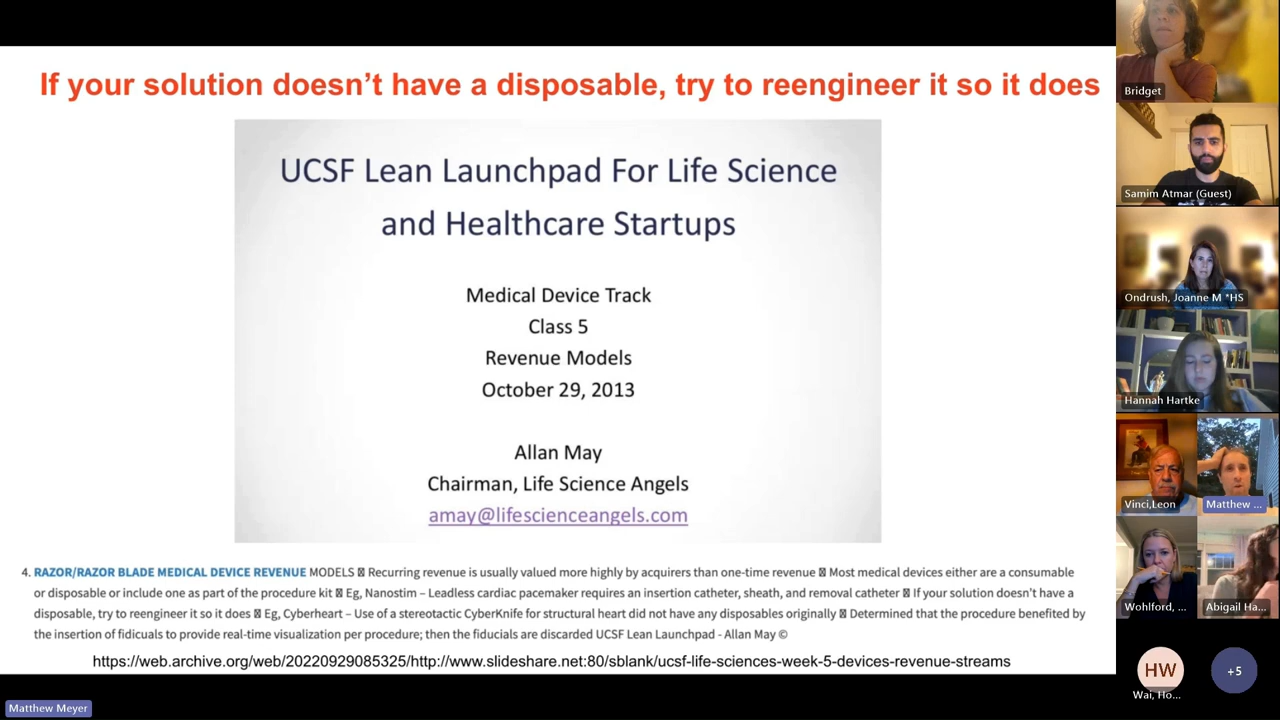 If your solution doesn't have a disposable, try to reengineer it so it does
UCSF Lean Launchpad For Life Science
and Healthcare Startups
Medical Device Track
Class 5
Revenue Models
October 29, 2013
Allan May
Chairman, Life Science Angels
amay@lifescienceangels.com
4. RAZOR/RAZOR BLADE MEDICAL DEVICE REVENUE MODELS Recurring revenue is usually valued more highly by acquirers than one-time revenue Most medical devices either are a consumable
or disposable or include one as part of the procedure kit Eg, Nanostim – Leadless cardiac pacemaker requires an insertion catheter, sheath, and removal catheter If your solution doesn't have a
disposable, try to reengineer it so it does Eg, Cyberheart – Use of a stereotactic CyberKnife for structural heart did not have any disposables originally Determined that the procedure benefited by
the insertion of fidicuals to provide real-time visualization per procedure; then the fiducials are discarded UCSF Lean Launchpad - Allan May ©
https://web.archive.org/web/20220929085325/http://www.slideshare.net:80/sblank/ucsf-life-sciences-week-5-devices-revenue-streams
Matthew Meyer
Bridget
Samim Atmar (Guest)
Ondrush, Joanne M *HS
Hannah Hartke
Vinci,Leon
Matthew ...
Wohlford, ...
Abigail Ha...
HW
Wai, Ho...
+5